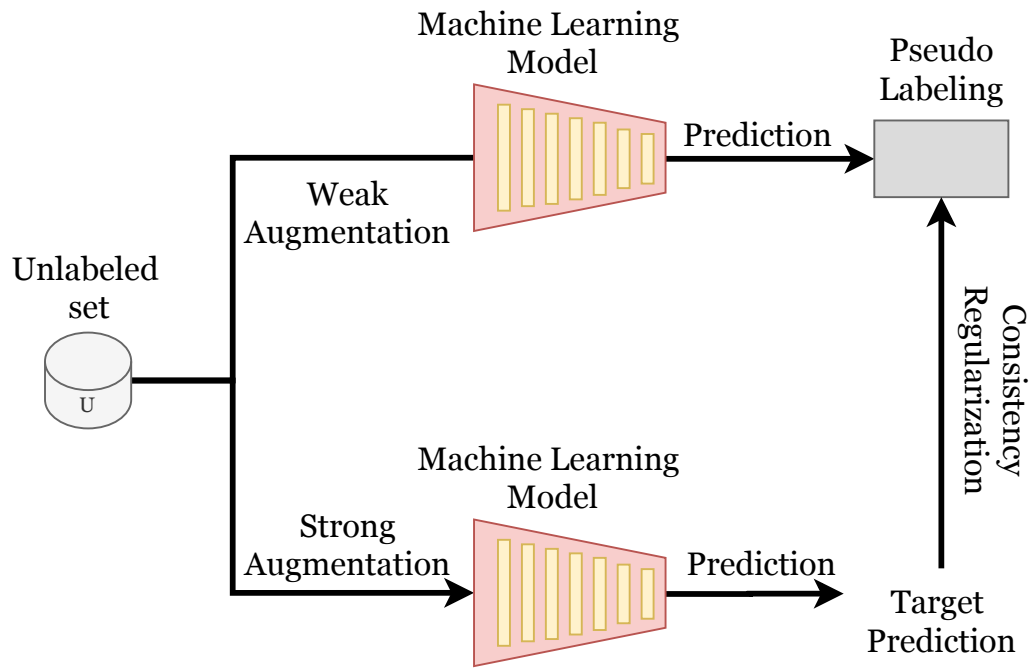 Machine Learning
Model
Pseudo
Labeling
Prediction
Weak
Augmentation
Unlabeled
set
U
Consistency
Regularization
Machine Learning
Model
Strong
Augmentation
Prediction
Target
Prediction